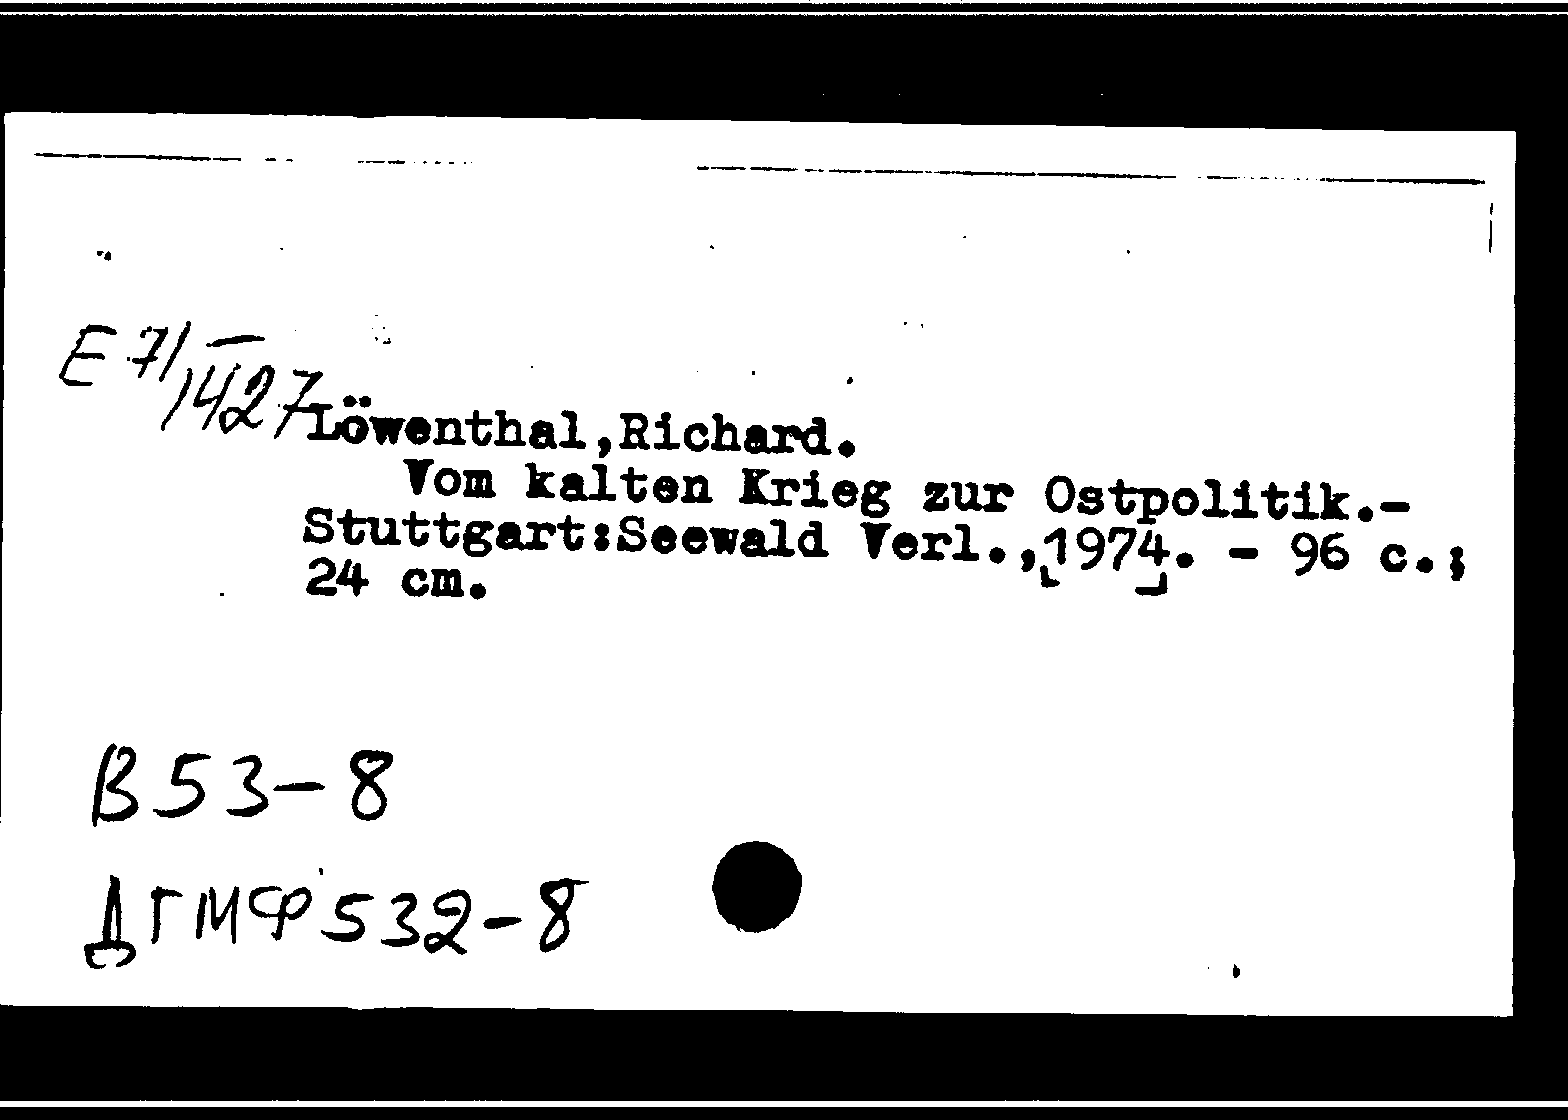 E 7/1427
Löwenthal,Richard.
Vom kalten Krieg zur Ostpolitik.-
Stuttgart:Seewald Verl.,[1974]. - 96 c.;
24 cm.
B53-8
ДГМФ532-8